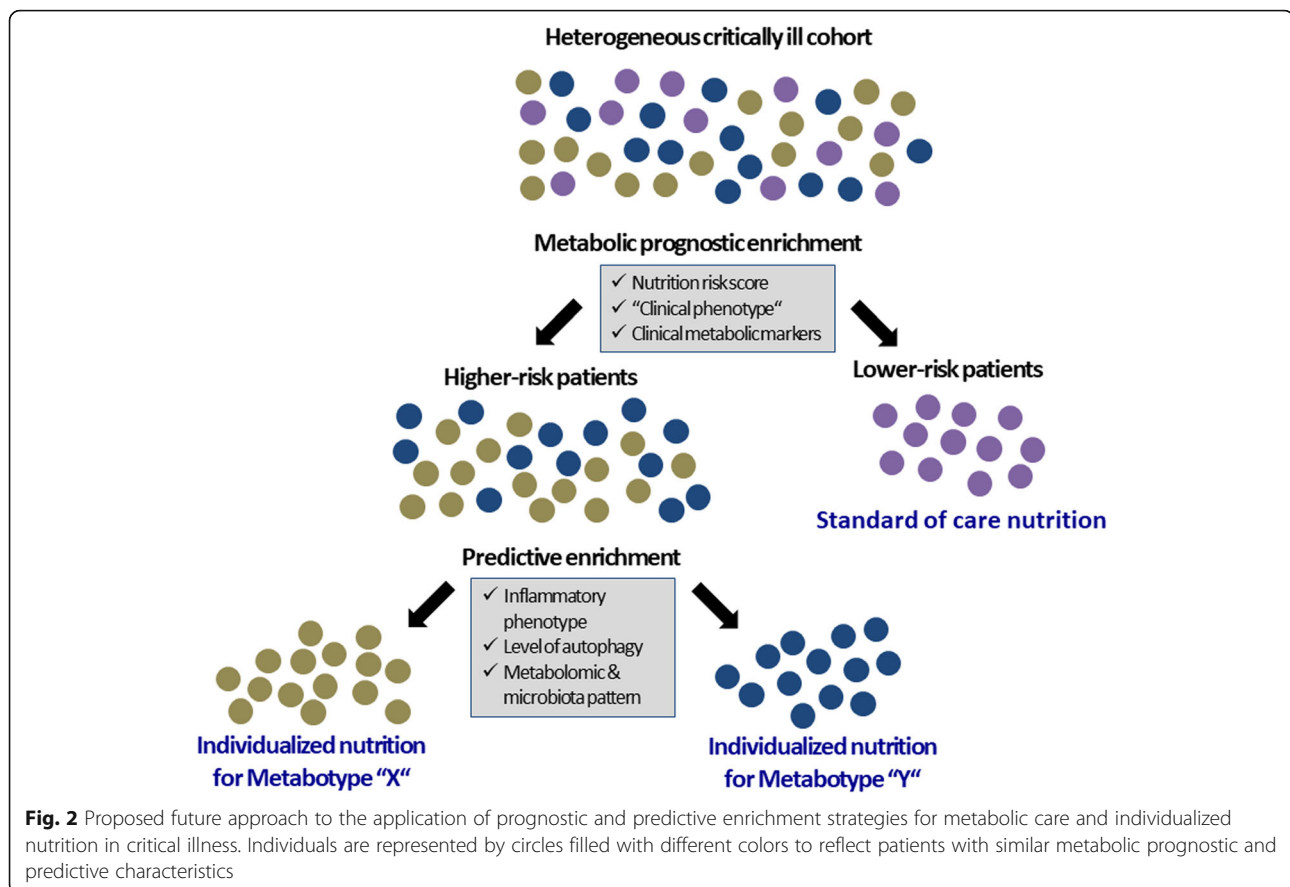 Heterogeneous critically ill cohort
Metabolic prognostic enrichment
✓ Nutrition risk score
✓ “Clinical phenotype“
✓ Clinical metabolic markers
Higher-risk patients
Lower-risk patients
Standard of care nutrition
Predictive enrichment
✓ Inflammatory
phenotype
✓ Level of autophagy
✓ Metabolomic &
microbiota pattern
Individualized nutrition
for Metabotype “X“
Individualized nutrition
for Metabotype “Y“
Fig. 2 Proposed future approach to the application of prognostic and predictive enrichment strategies for metabolic care and individualized
nutrition in critical illness. Individuals are represented by circles filled with different colors to reflect patients with similar metabolic prognostic and
predictive characteristics